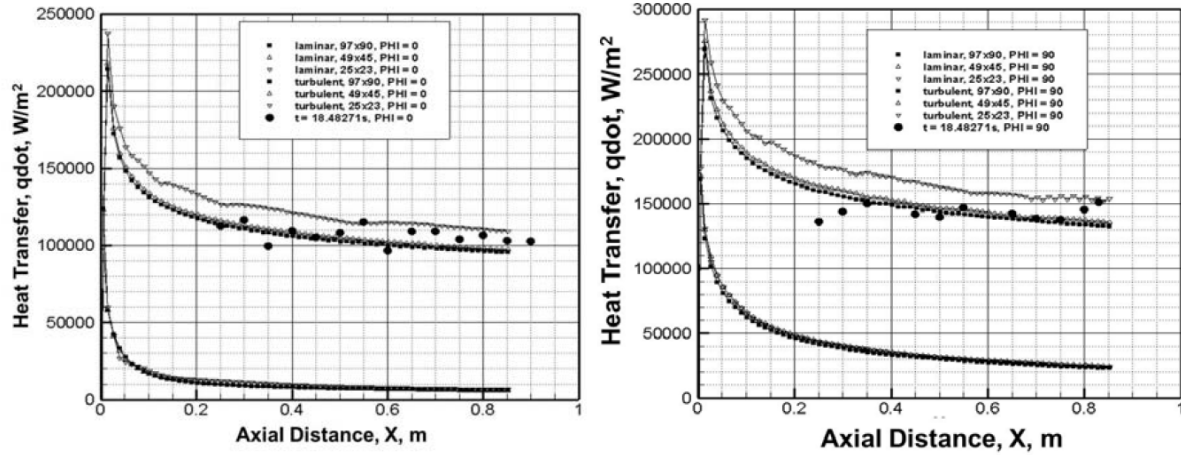 laminar, 97x90, PHI = 0
laminar, 49x45, PHI = 0
laminar, 25x23, PHI = 0
turbulent, 97x90, PHI = 0
turbulent, 49x45, PHI = 0
turbulent, 25x23, PHI = 0
t = 18.48271s, PHI = 0
Heat Transfer, qdot, W/m²
250000
200000
150000
100000
50000
0
0
0.2
0.4
0.6
0.8
1
Axial Distance, X, m
laminar, 97x90, PHI = 90
laminar, 49x45, PHI = 90
laminar, 25x23, PHI = 90
turbulent, 97x90, PHI = 90
turbulent, 49x45, PHI = 90
turbulent, 25x23, PHI = 90
t = 18.48271s, PHI = 90
Heat Transfer, qdot, W/m²
300000
250000
200000
150000
100000
50000
0
0
0.2
0.4
0.6
0.8
1
Axial Distance, X, m